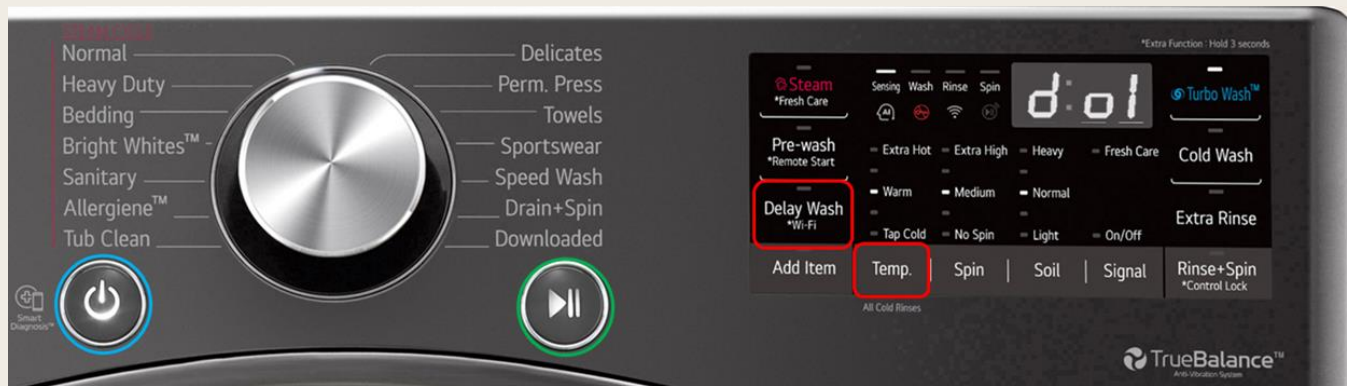 STEAM CYCLE
Normal
Heavy Duty
Bedding
Bright Whites™
Sanitary
Allergiene™
Tub Clean
Delicates
Perm. Press
Towels
Sportswear
Speed Wash
Drain+Spin
Downloaded
Smart
Diagnosis™
*Extra Function : Hold 3 seconds
Steam
*Fresh Care
Pre-wash
*Remote Start
Delay Wash
*Wi-Fi
Add Item
Sensing Wash Rinse Spin
AI
d:o1
Extra Hot Extra High Heavy Fresh Care
Warm Medium Normal
Tap Cold No Spin Light On/Off
Temp. Spin Soil Signal
All Cold Rinses
Turbo Wash™
Cold Wash
Extra Rinse
Rinse+Spin
*Control Lock
TrueBalance™
Anti-Vibration System